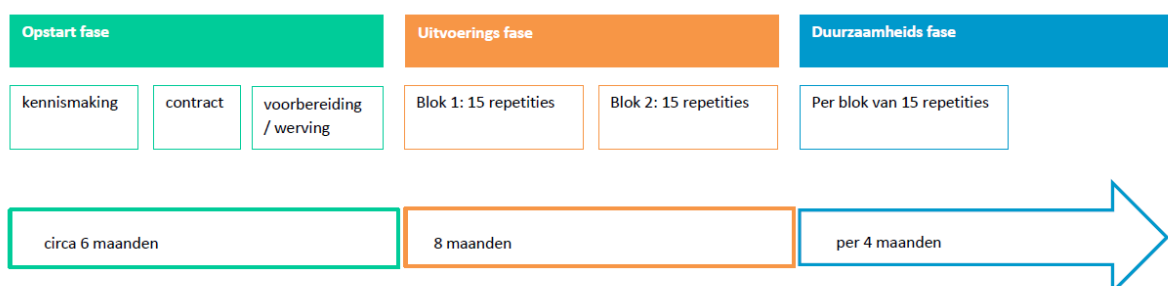 Opstart fase
Uitvoerings fase
Duurzaamheids fase
kennismaking
contract
voorbereiding
/ werving
Blok 1: 15 repetities
Blok 2: 15 repetities
Per blok van 15 repetities
circa 6 maanden
8 maanden
per 4 maanden